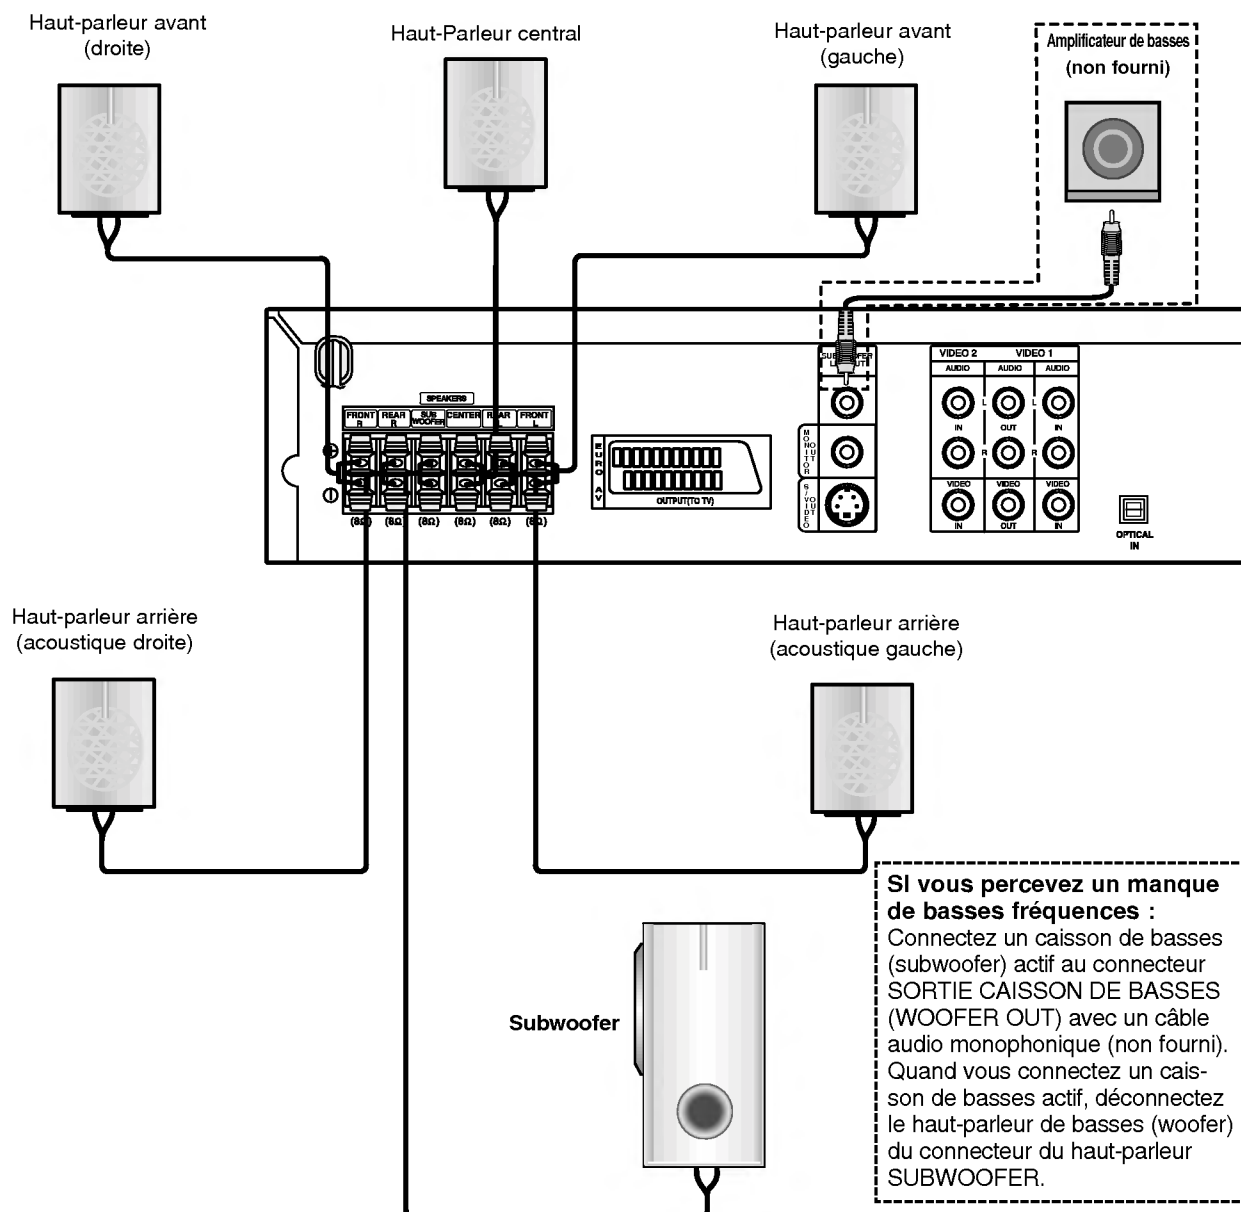 Haut-parleur avant
(droite)
Haut-Parleur central
Haut-parleur avant
(gauche)
Amplificateur de basses
(non fourni)
SPEAKERS
FRONT
R
REAR
R
SUB
WOOFER
CENTER
FRONT
L
(8Ω)
(8Ω)
(8Ω)
(8Ω)
(8Ω)
(8Ω)
EURO AV
OUTPUT(TO TV)
MONITOR
OUT
S/VIDEO
OUT
VIDEO 2
VIDEO 1
AUDIO
AUDIO
AUDIO
L
L
IN
OUT
IN
R
R
VIDEO
VIDEO
VIDEO
IN
OUT
IN
OPTICAL
IN
Haut-parleur arrière
(acoustique droite)
Haut-parleur arrière
(acoustique gauche)
Subwoofer
SI vous percevez un manque
de basses fréquences :
Connectez un caisson de basses
(subwoofer) actif au connecteur
SORTIE CAISSON DE BASSES
(WOOFER OUT) avec un câble
audio monophonique (non fourni).
Quand vous connectez un cais-
son de basses actif, déconnectez
le haut-parleur de basses (woofer)
du connecteur du haut-parleur
SUBWOOFER.